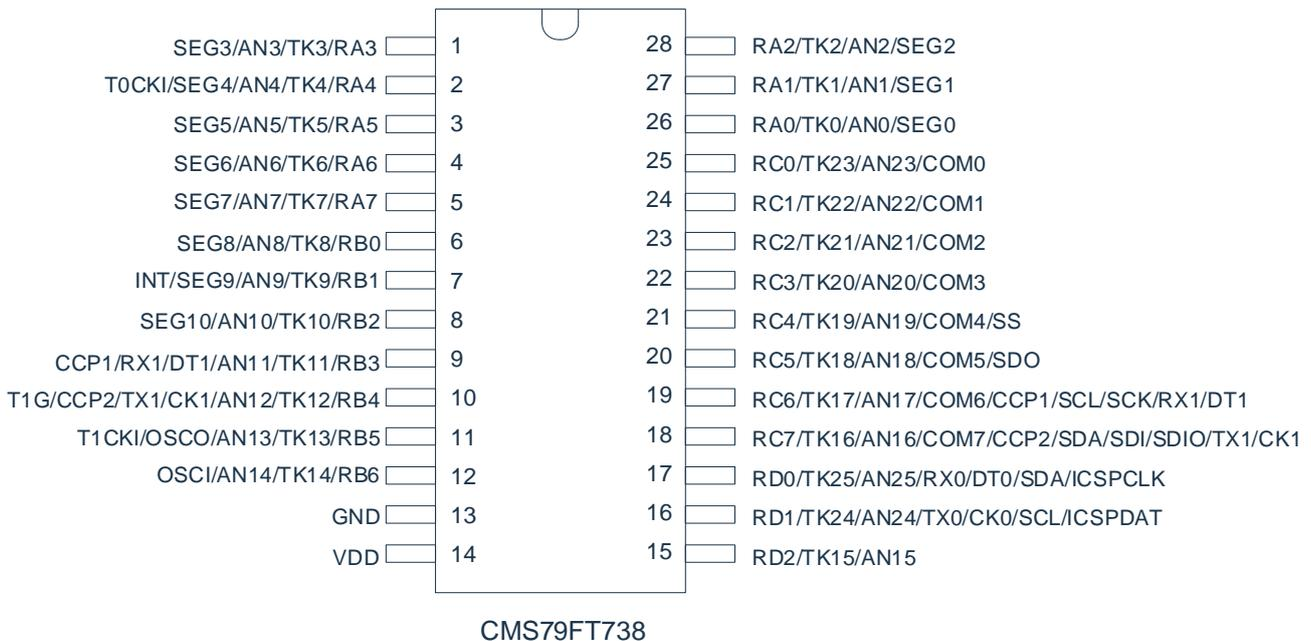 SEG3/AN3/TK3/RA3 1 28 RA2/TK2/AN2/SEG2
T0CKI/SEG4/AN4/TK4/RA4 2 27 RA1/TK1/AN1/SEG1
SEG5/AN5/TK5/RA5 3 26 RA0/TK0/AN0/SEG0
SEG6/AN6/TK6/RA6 4 25 RC0/TK23/AN23/COM0
SEG7/AN7/TK7/RA7 5 24 RC1/TK22/AN22/COM1
SEG8/AN8/TK8/RB0 6 23 RC2/TK21/AN21/COM2
INT/SEG9/AN9/TK9/RB1 7 22 RC3/TK20/AN20/COM3
SEG10/AN10/TK10/RB2 8 21 RC4/TK19/AN19/COM4/SS
CCP1/RX1/DT1/AN11/TK11/RB3 9 20 RC5/TK18/AN18/COM5/SDO
T1G/CCP2/TX1/CK1/AN12/TK12/RB4 10 19 RC6/TK17/AN17/COM6/CCP1/SCL/SCK/RX1/DT1
T1CKI/OSCO/AN13/TK13/RB5 11 18 RC7/TK16/AN16/COM7/CCP2/SDA/SDI/SDIO/TX1/CK1
OSCI/AN14/TK14/RB6 12 17 RD0/TK25/AN25/RX0/DT0/SDA/ICSPCLK
GND 13 16 RD1/TK24/AN24/TX0/CK0/SCL/ICSPDAT
VDD 14 15 RD2/TK15/AN15
CMS79FT738